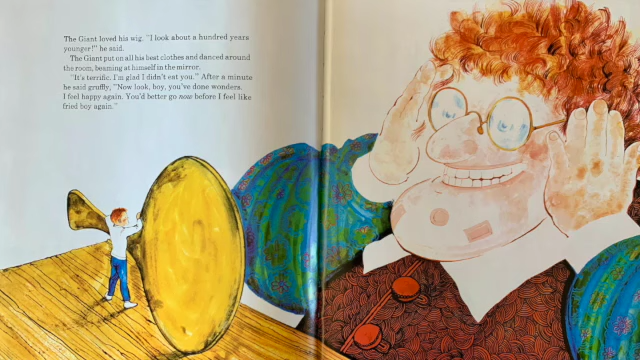 The Giant loved his wig. "I look about a hundred years
younger!" he said.
The Giant put on all his best clothes and danced around
the room, beaming at himself in the mirror.
"It's terrific. I'm glad I didn't eat you." After a minute
he said gruffly, "Now look, boy, you've done wonders.
I feel happy again. You'd better go now before I feel like
fried boy again."